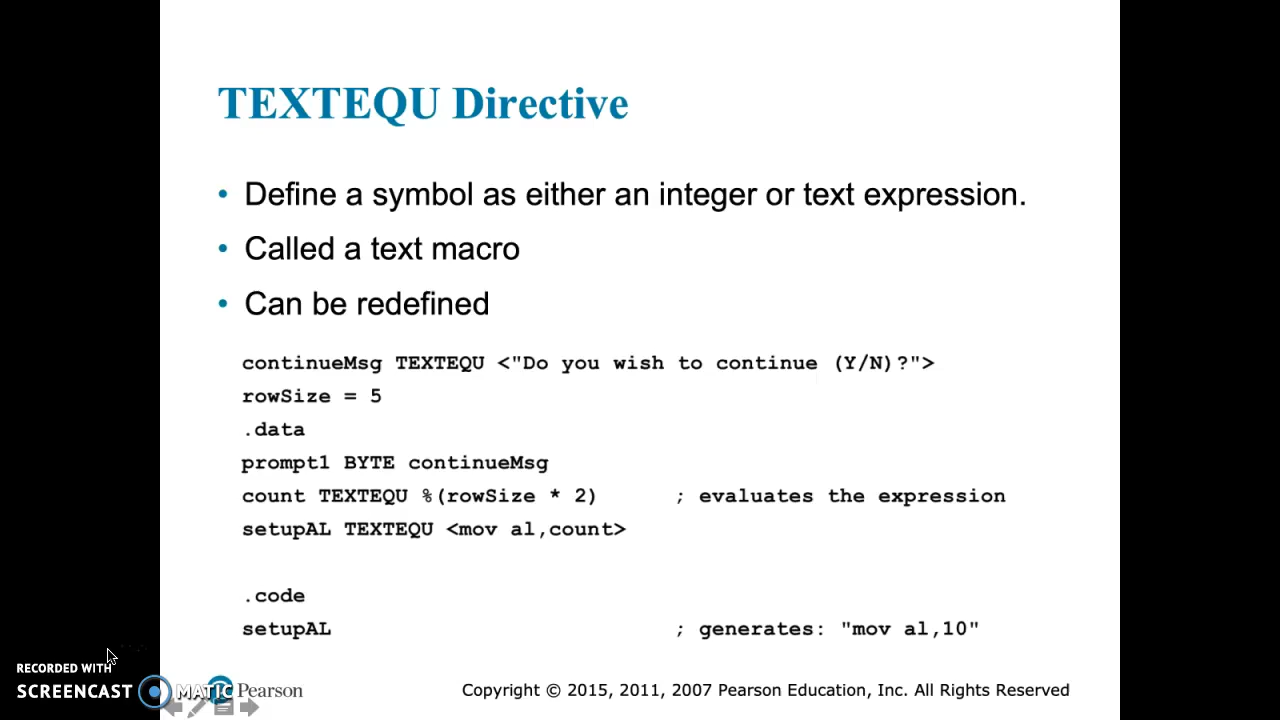 TEXTEQU Directive
• Define a symbol as either an integer or text expression.
• Called a text macro
• Can be redefined
continueMsg TEXTEQU <"Do you wish to continue (Y/N)?">
rowSize = 5
.data
prompt1 BYTE continueMsg
count TEXTEQU %(rowSize * 2) ; evaluates the expression
setupAL TEXTEQU <mov al,count>
.code
setupAL ; generates: "mov al,10"
RECORDED WITH
SCREENCAST MATIC
Pearson
Copyright © 2015, 2011, 2007 Pearson Education, Inc. All Rights Reserved